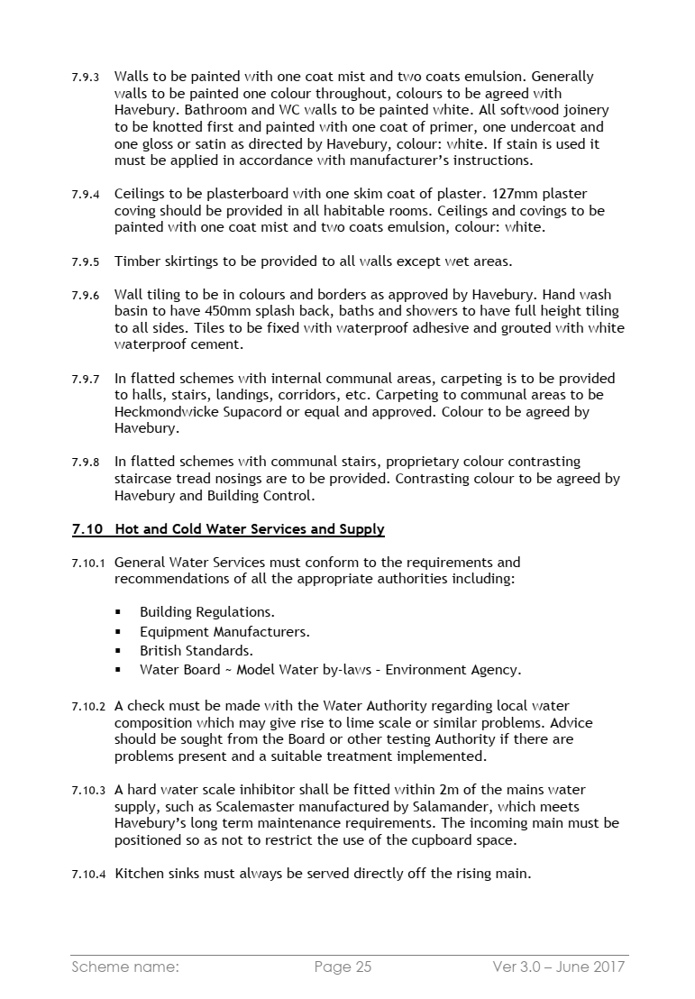 7.9.3 Walls to be painted with one coat mist and two coats emulsion. Generally
walls to be painted one colour throughout, colours to be agreed with
Havebury. Bathroom and WC walls to be painted white. All softwood joinery
to be knotted first and painted with one coat of primer, one undercoat and
one gloss or satin as directed by Havebury, colour: white. If stain is used it
must be applied in accordance with manufacturer’s instructions.
7.9.4 Ceilings to be plasterboard with one skim coat of plaster. 127mm plaster
coving should be provided in all habitable rooms. Ceilings and covings to be
painted with one coat mist and two coats emulsion, colour: white.
7.9.5 Timber skirtings to be provided to all walls except wet areas.
7.9.6 Wall tiling to be in colours and borders as approved by Havebury. Hand wash
basin to have 450mm splash back, baths and showers to have full height tiling
to all sides. Tiles to be fixed with waterproof adhesive and grouted with white
waterproof cement.
7.9.7 In flatted schemes with internal communal areas, carpeting is to be provided
to halls, stairs, landings, corridors, etc. Carpeting to communal areas to be
Heckmondwicke Supacord or equal and approved. Colour to be agreed by
Havebury.
7.9.8 In flatted schemes with communal stairs, proprietary colour contrasting
staircase tread nosings are to be provided. Contrasting colour to be agreed by
Havebury and Building Control.
7.10 Hot and Cold Water Services and Supply
7.10.1 General Water Services must conform to the requirements and
recommendations of all the appropriate authorities including:
▪ Building Regulations.
▪ Equipment Manufacturers.
▪ British Standards.
▪ Water Board ~ Model Water by-laws – Environment Agency.
7.10.2 A check must be made with the Water Authority regarding local water
composition which may give rise to lime scale or similar problems. Advice
should be sought from the Board or other testing Authority if there are
problems present and a suitable treatment implemented.
7.10.3 A hard water scale inhibitor shall be fitted within 2m of the mains water
supply, such as Scalemaster manufactured by Salamander, which meets
Havebury’s long term maintenance requirements. The incoming main must be
positioned so as not to restrict the use of the cupboard space.
7.10.4 Kitchen sinks must always be served directly off the rising main.
Scheme name: Page 25 Ver 3.0 – June 2017